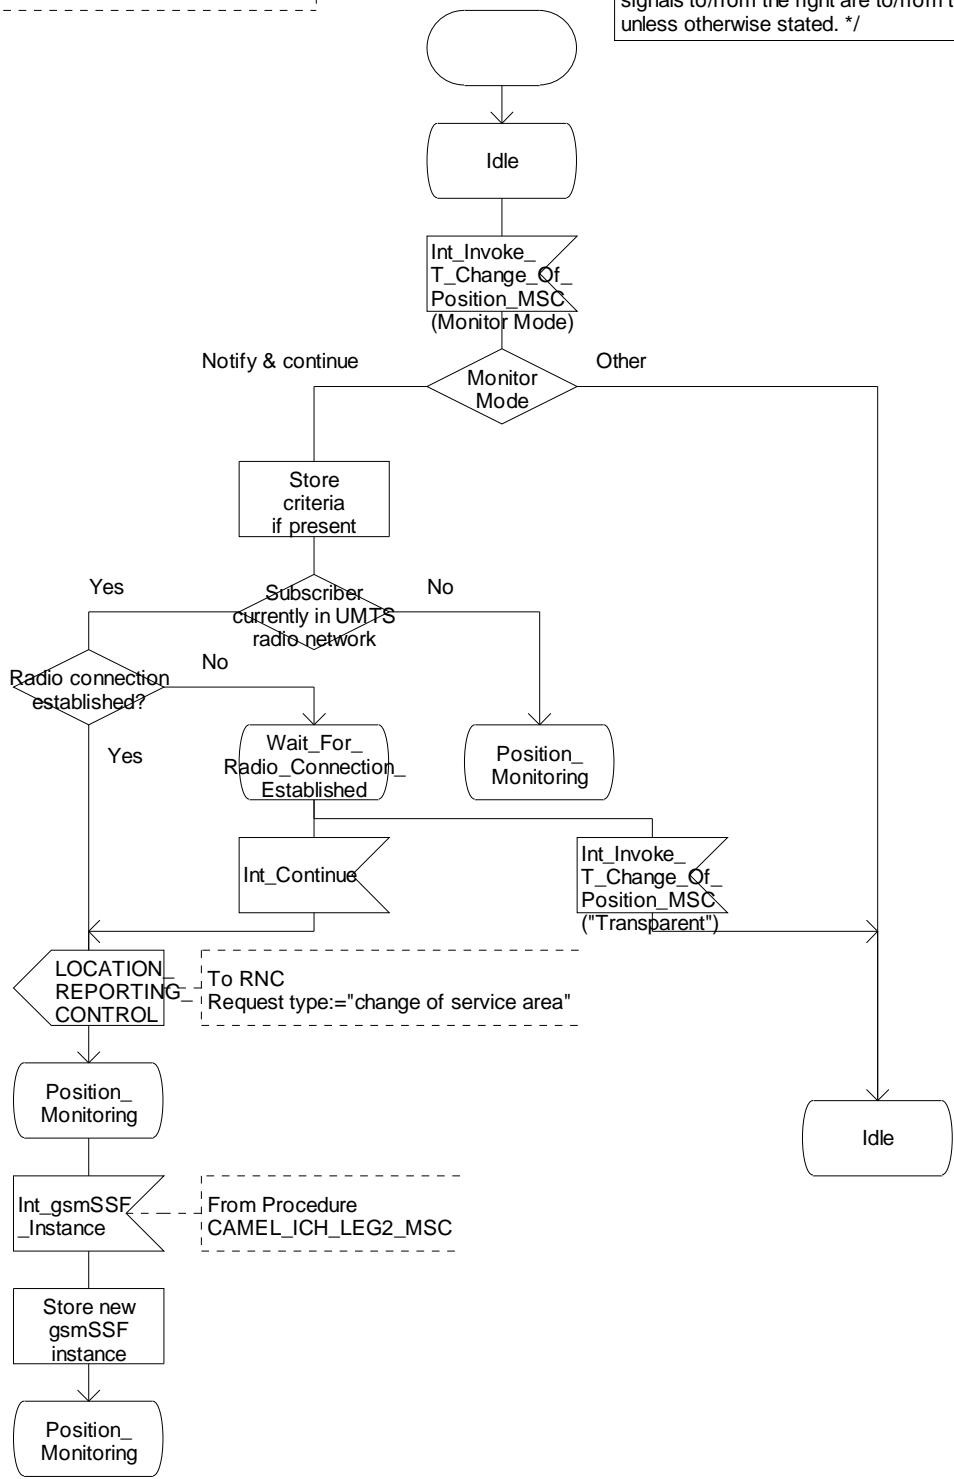 signals to/from the right are to/from t
unless otherwise stated. */
Idle
Int_Invoke_
T_Change_Of_
Position_MSC
(Monitor Mode)
Notify & continue
Other
Monitor
Mode
Store
criteria
if present
Yes
Subscriber
currently in UMTS
radio network
No
Radio connection
established?
No
Yes
Wait_For_
Radio_Connection_
Established
Position_
Monitoring
Int_Continue
Int_Invoke_
T_Change_Of_
Position_MSC
("Transparent")
LOCATION_
REPORTING_
CONTROL
To RNC
Request type:="change of service area"
Position_
Monitoring
Idle
Int_gsmSSF
_Instance
From Procedure
CAMEL_ICH_LEG2_MSC
Store new
gsmSSF
instance
Position_
Monitoring